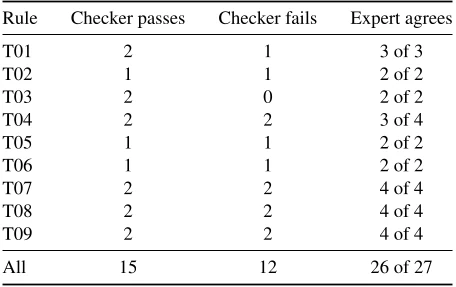 Rule Checker passes Checker fails Expert agrees
T01 2 1 3 of 3
T02 1 1 2 of 2
T03 2 0 2 of 2
T04 2 2 3 of 4
T05 1 1 2 of 2
T06 1 1 2 of 2
T07 2 2 4 of 4
T08 2 2 4 of 4
T09 2 2 4 of 4
All 15 12 26 of 27